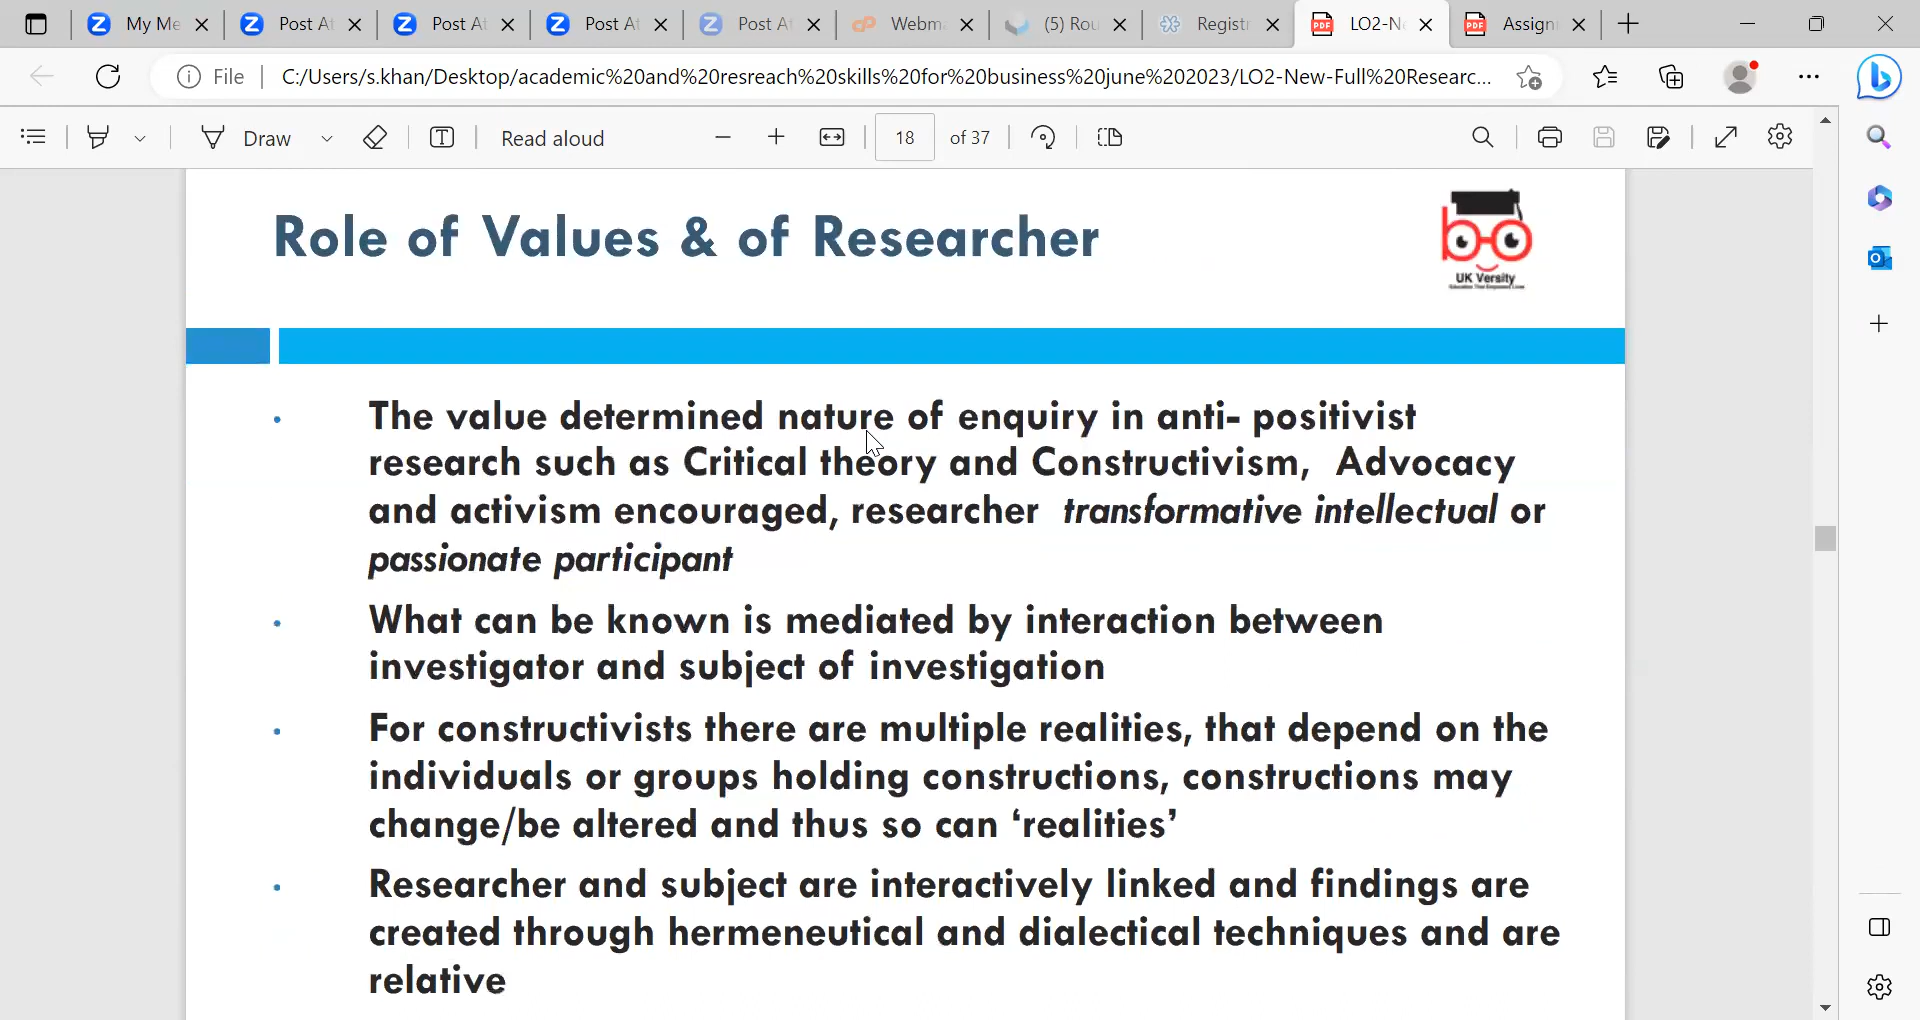 My Me
Post At
Post At
Post At
Post At
Webma
(5) Rou
Registr
LO2-Ne
Assign
File
C:/Users/s.khan/Desktop/academic%20and%20resreach%20skills%20for%20business%20june%202023/LO2-New-Full%20Researc...
Draw
Read aloud
18
of 37
Role of Values & of Researcher
UK Versity
The value determined nature of enquiry in anti- positivist
research such as Critical theory and Constructivism, Advocacy
and activism encouraged, researcher transformative intellectual or
passionate participant
What can be known is mediated by interaction between
investigator and subject of investigation
For constructivists there are multiple realities, that depend on the
individuals or groups holding constructions, constructions may
change/be altered and thus so can ‘realities’
Researcher and subject are interactively linked and findings are
created through hermeneutical and dialectical techniques and are
relative